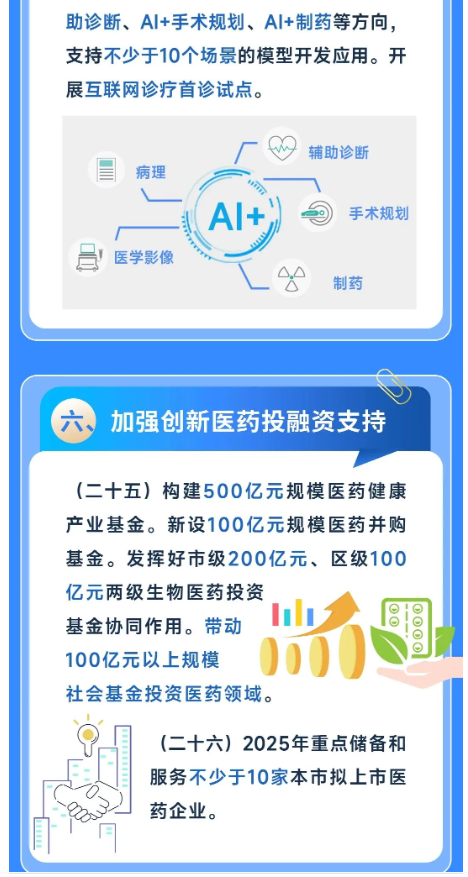 助诊断、AI+手术规划、AI+制药等方向，
支持不少于10个场景的模型开发应用。开
展互联网诊疗首诊试点。
辅助诊断
病理
AI+
手术规划
医学影像
制药
六、 加强创新医药投融资支持
（二十五）构建500亿元规模医药健康
产业基金。新设100亿元规模医药并购
基金。发挥好市级200亿元、区级100
亿元两级生物医药投资
基金协同作用。带动
100亿元以上规模
社会基金投资医药领域。
（二十六）2025年重点储备和
服务不少于10家本市拟上市医
药企业。